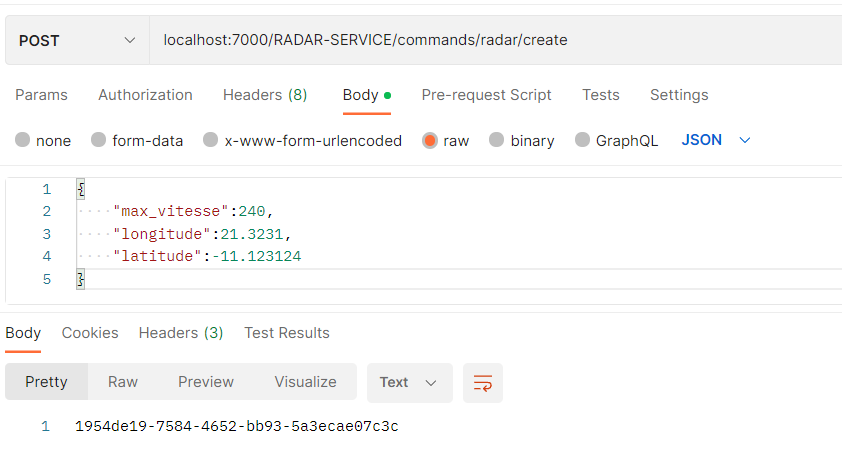 POST localhost:7000/RADAR-SERVICE/commands/radar/create
Params Authorization Headers (8) Body Pre-request Script Tests Settings
none form-data x-www-form-urlencoded raw binary GraphQL JSON
1 {
2 "max_vitesse":240,
3 "longitude":21.3231,
4 "latitude":-11.123124
5 }
Body Cookies Headers (3) Test Results
Pretty Raw Preview Visualize Text
1 1954de19-7584-4652-bb93-5a3ecae07c3c